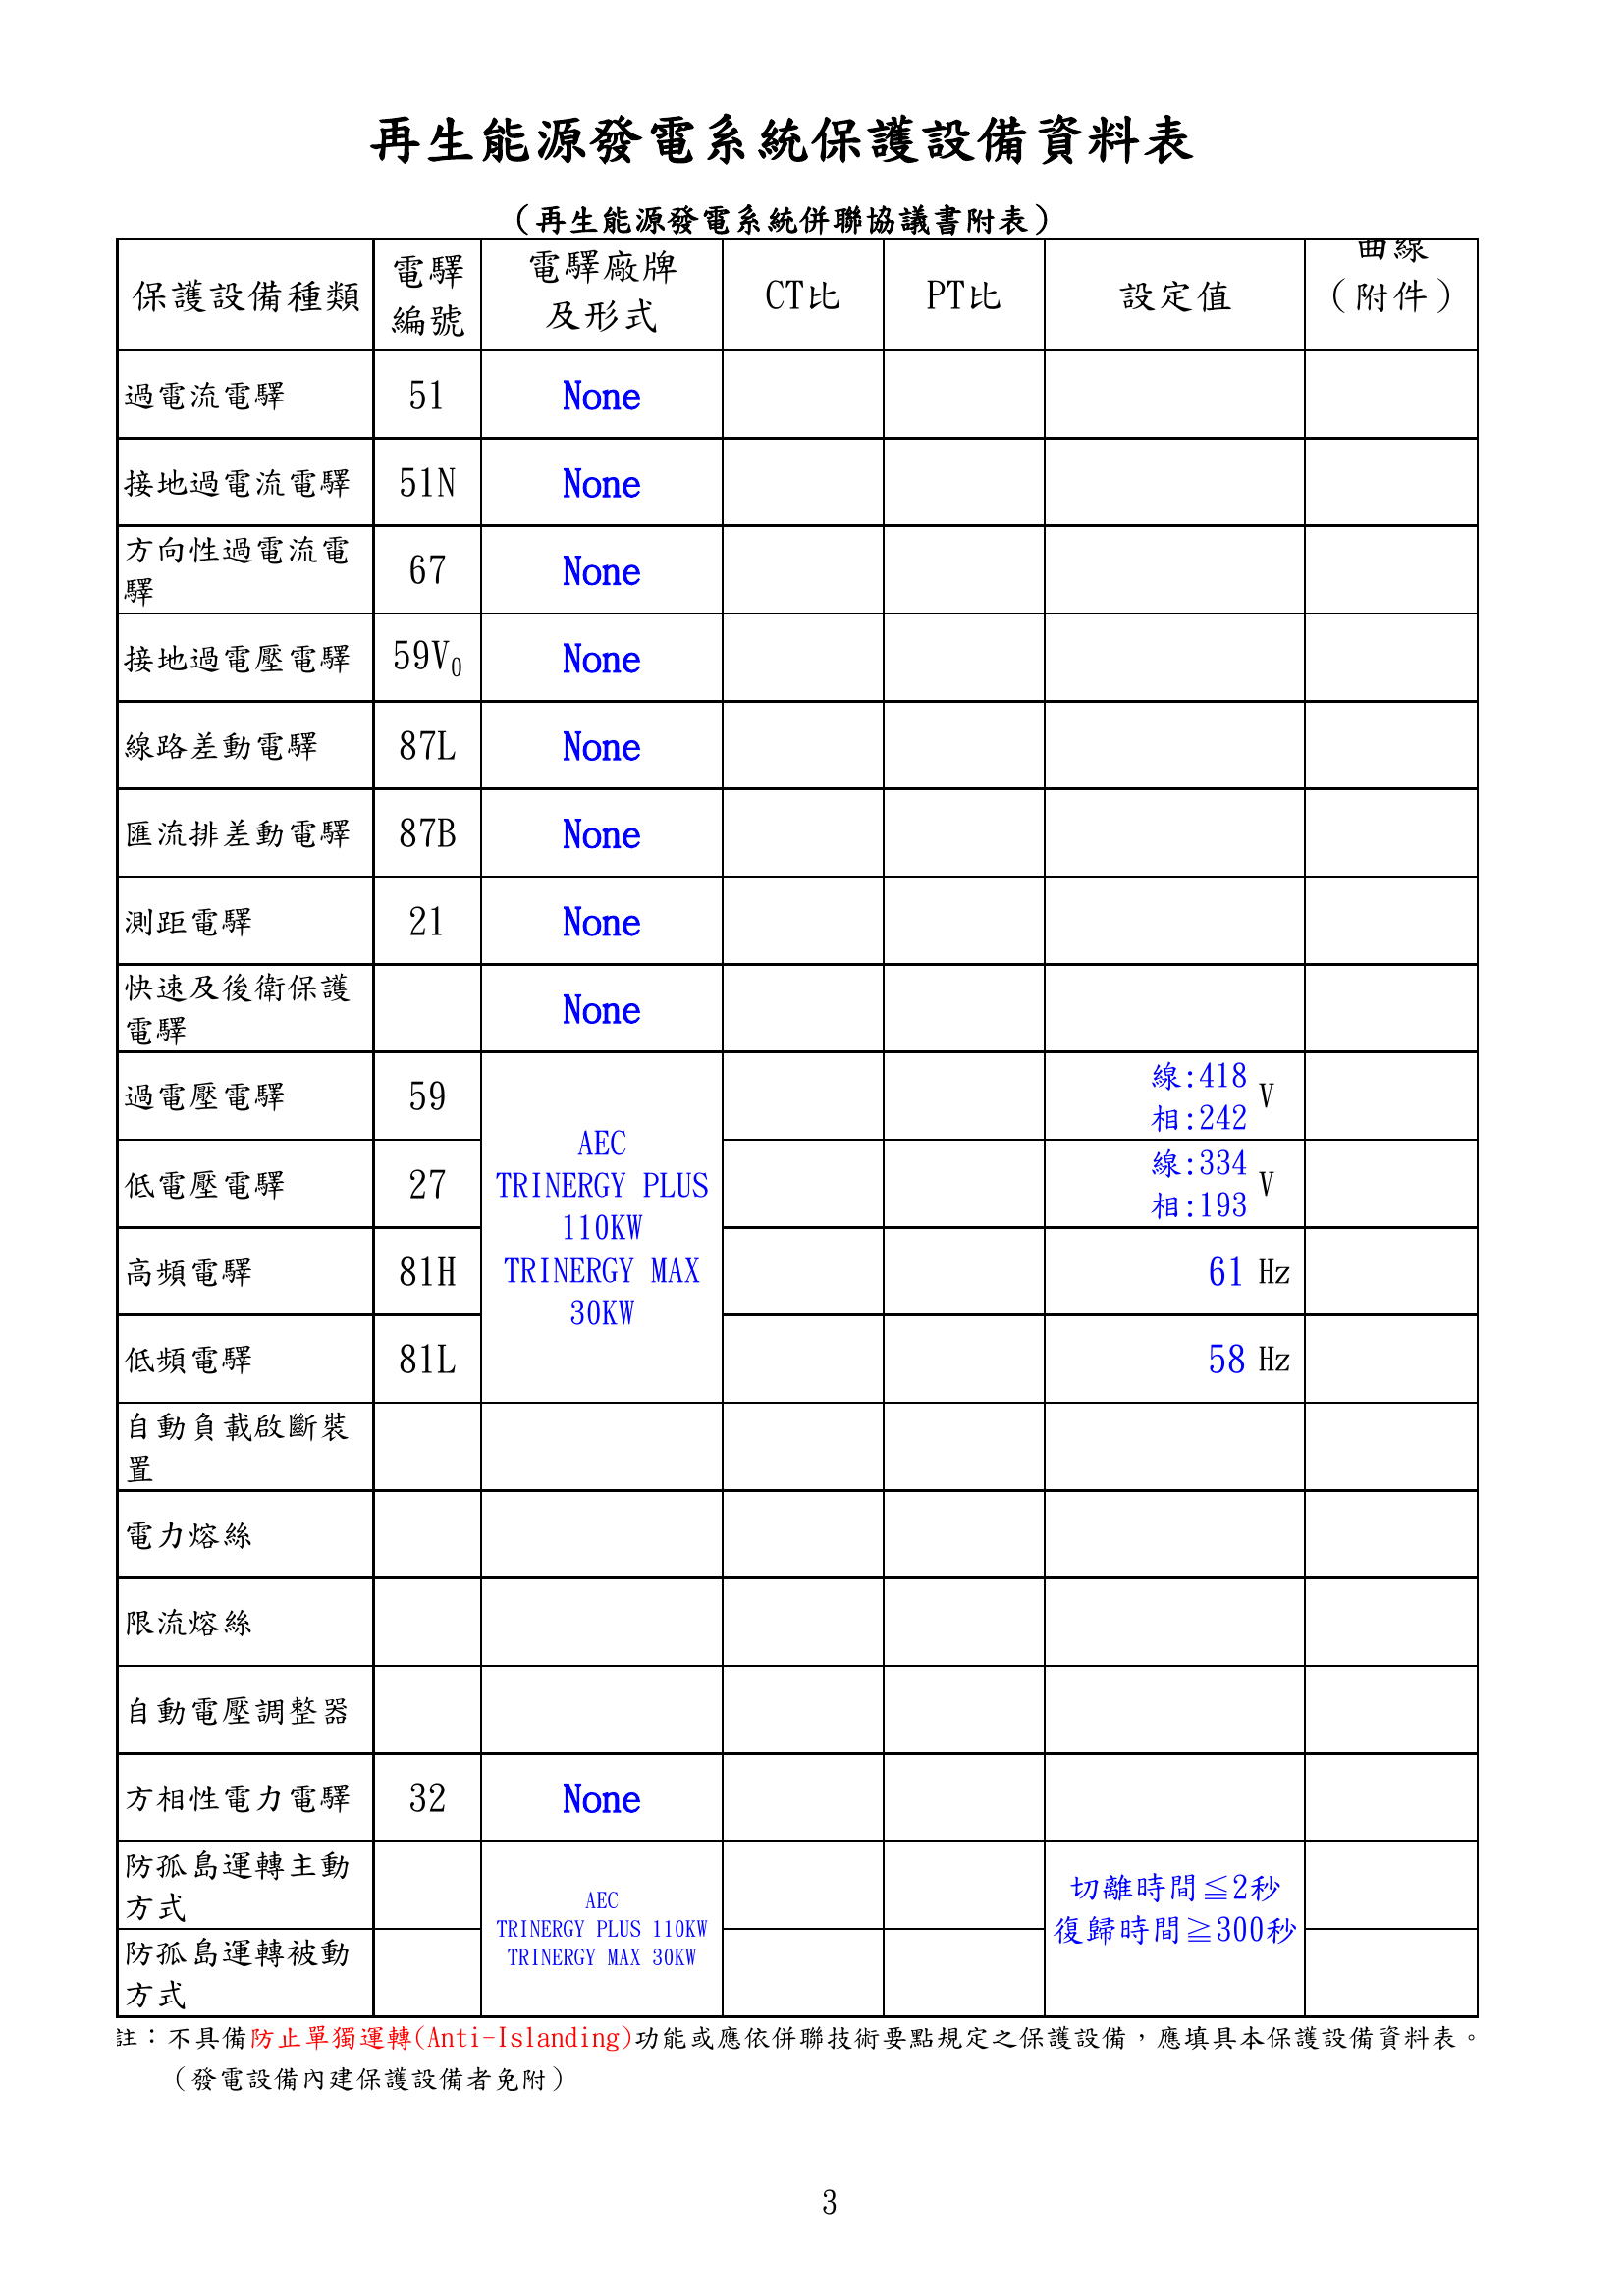 再生能源發電系統保護設備資料表
（再生能源發電系統併聯協議書附表）
保護設備種類 電驛編號 電驛廠牌及形式 CT比 PT比 設定值 曲線（附件）
過電流電驛 51 None
接地過電流電驛 51N None
方向性過電流電驛 67 None
接地過電壓電驛 59V0 None
線路差動電驛 87L None
匯流排差動電驛 87B None
測距電驛 21 None
快速及後衛保護電驛 None
過電壓電驛 59 線:418 相:242 V
低電壓電驛 27 線:334 相:193 V
高頻電驛 81H 61 Hz
低頻電驛 81L 58 Hz
AEC
TRINERGY PLUS
110KW
TRINERGY MAX
30KW
自動負載啟斷裝置
電力熔絲
限流熔絲
自動電壓調整器
方相性電力電驛 32 None
防孤島運轉主動方式
防孤島運轉被動方式
AEC
TRINERGY PLUS 110KW
TRINERGY MAX 30KW
切離時間≦2秒
復歸時間≧300秒
註：不具備防止單獨運轉(Anti-Islanding)功能或應依併聯技術要點規定之保護設備，應填具本保護設備資料表。
（發電設備內建保護設備者免附）
3